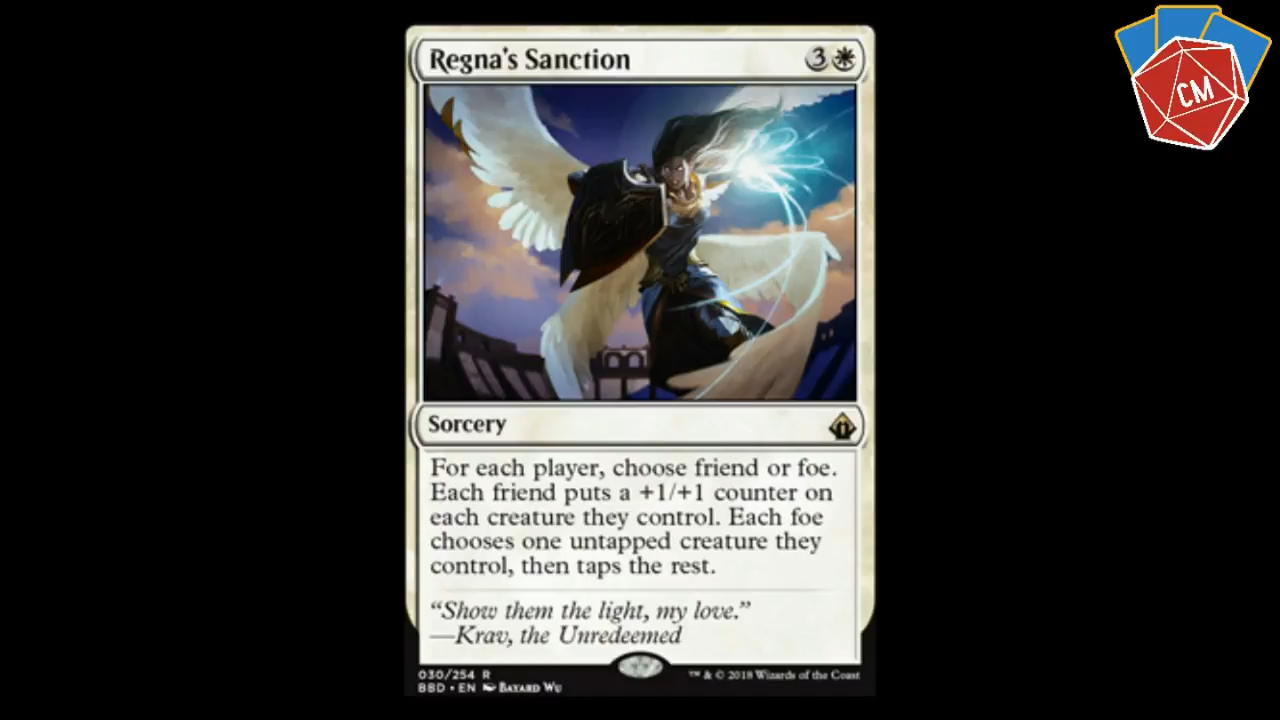 CM
Regna's Sanction 3
Sorcery
For each player, choose friend or foe.
Each friend puts a +1/+1 counter on
each creature they control. Each foe
chooses one untapped creature they
control, then taps the rest.
“Show them the light, my love.”
—Krav, the Unredeemed
030/254 R
™ & © 2018 Wizards of the Coast
BBD • EN Bayard Wu